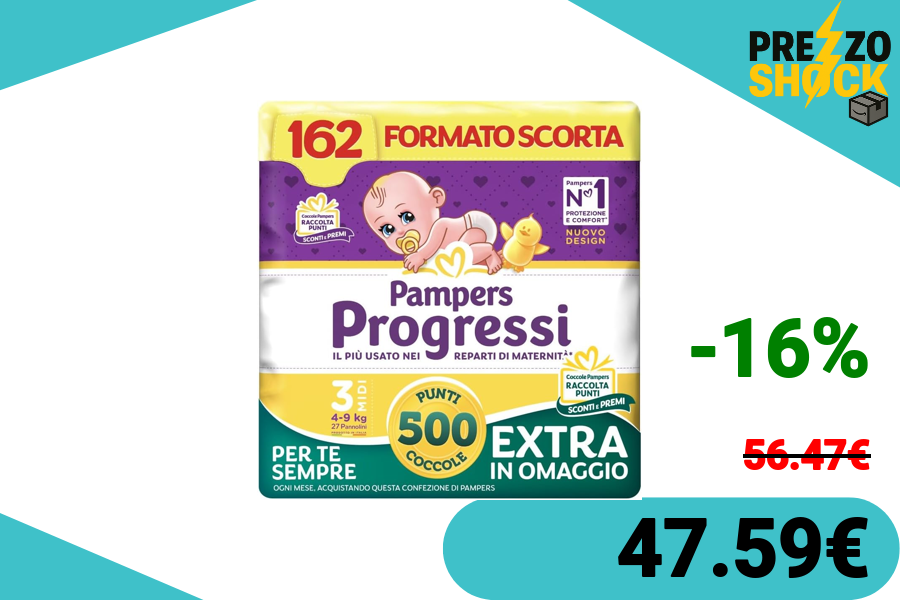 PREZZO
SHOCK
162 FORMATO SCORTA
Coccole Pampers
RACCOLTA
PUNTI
SCONTI E PREMI
Pampers
N°1
PROTEZIONE
E COMFORT*
NUOVO
DESIGN
Pampers
Progressi
IL PIÙ USATO NEI REPARTI DI MATERNITÀ**
-16%
Coccole Pampers
RACCOLTA
PUNTI
SCONTI E PREMI
3 MIDI
4-9 kg
27 Pannolini
PUNTI
500
COCCOLE
EXTRA
IN OMAGGIO
PER TE
SEMPRE
OGNI MESE, ACQUISTANDO QUESTA CONFEZIONE DI PAMPERS
56.47€
47.59€